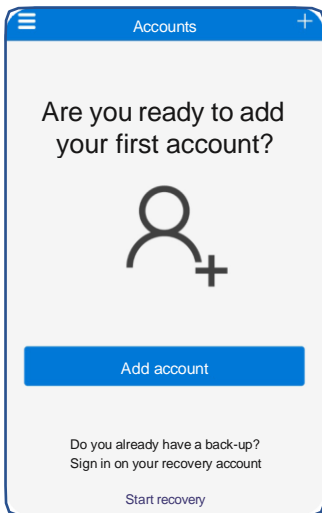 Accounts
Are you ready to add
your first account?
Add account
Do you already have a back-up?
Sign in on your recovery account
Start recovery